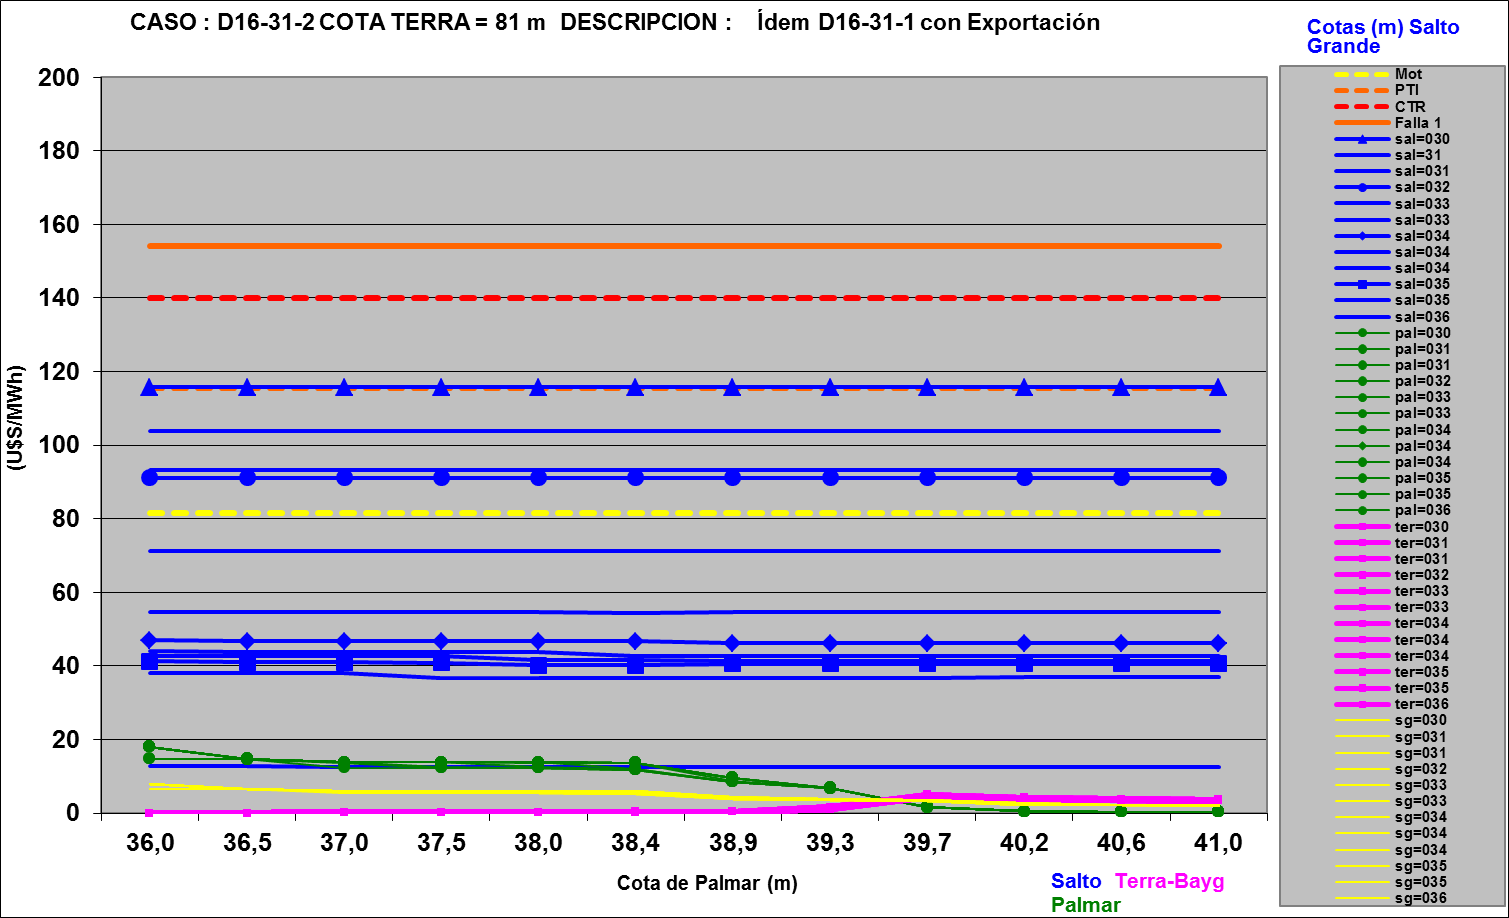 CASO : D16-31-2 COTA TERRA = 81 m DESCRIPCION : Ídem D16-31-1 con Exportación
Cotas (m) Salto
Grande
200
180
160
140
120
100
80
60
40
20
0
(U$S/MWh)
36,0 36,5 37,0 37,5 38,0 38,4 38,9 39,3 39,7 40,2 40,6 41,0
Cota de Palmar (m)
Salto Terra-Bayg
Palmar
Mot
PTI
CTR
Falla 1
sal=030
sal=31
sal=031
sal=032
sal=033
sal=033
sal=034
sal=034
sal=034
sal=035
sal=035
sal=036
pal=030
pal=031
pal=031
pal=032
pal=033
pal=033
pal=034
pal=034
pal=034
pal=035
pal=035
pal=036
ter=030
ter=031
ter=031
ter=032
ter=033
ter=033
ter=034
ter=034
ter=034
ter=035
ter=035
ter=036
sg=030
sg=031
sg=031
sg=032
sg=033
sg=033
sg=034
sg=034
sg=034
sg=035
sg=035
sg=036